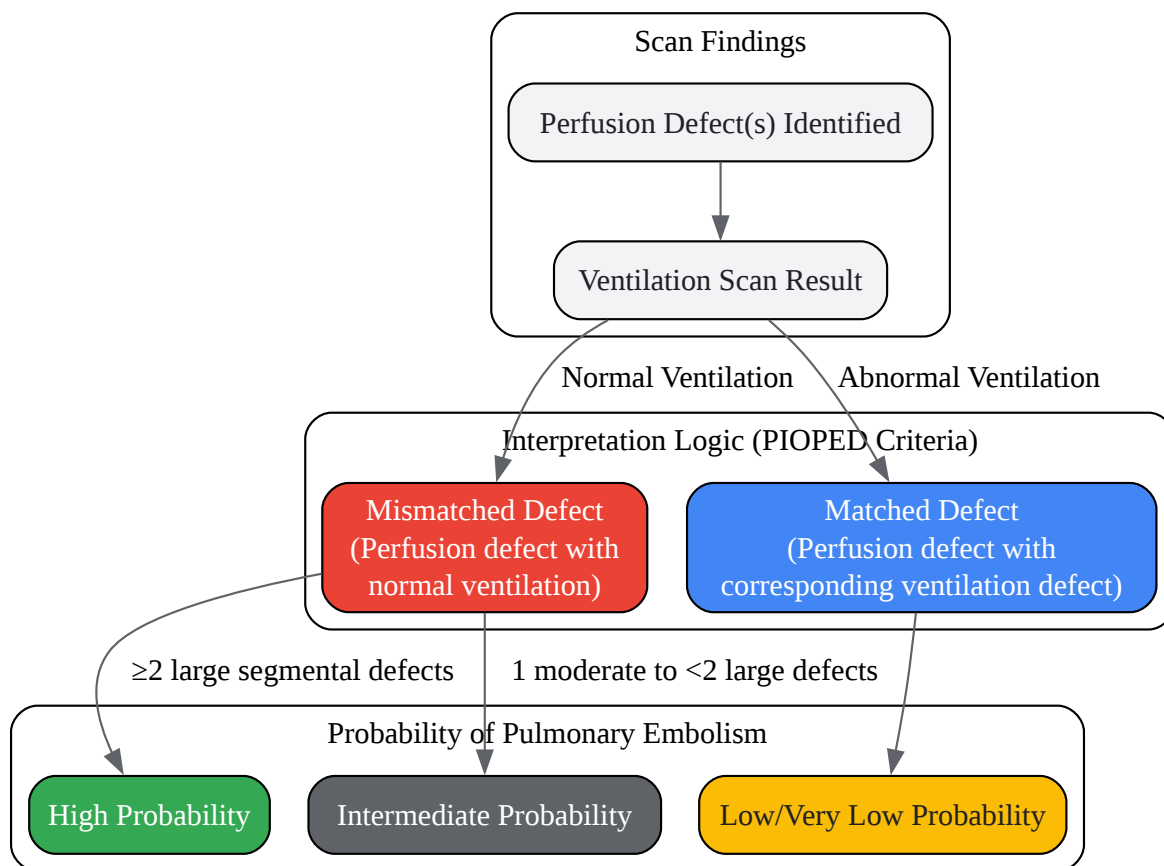 Scan Findings
Perfusion Defect(s) Identified
Ventilation Scan Result
Normal Ventilation
Abnormal Ventilation
Interpretation Logic (PIOPED Criteria)
Mismatched Defect
(Perfusion defect with
normal ventilation)
Matched Defect
(Perfusion defect with
corresponding ventilation defect)
≥2 large segmental defects
1 moderate to <2 large defects
Probability of Pulmonary Embolism
High Probability
Intermediate Probability
Low/Very Low Probability